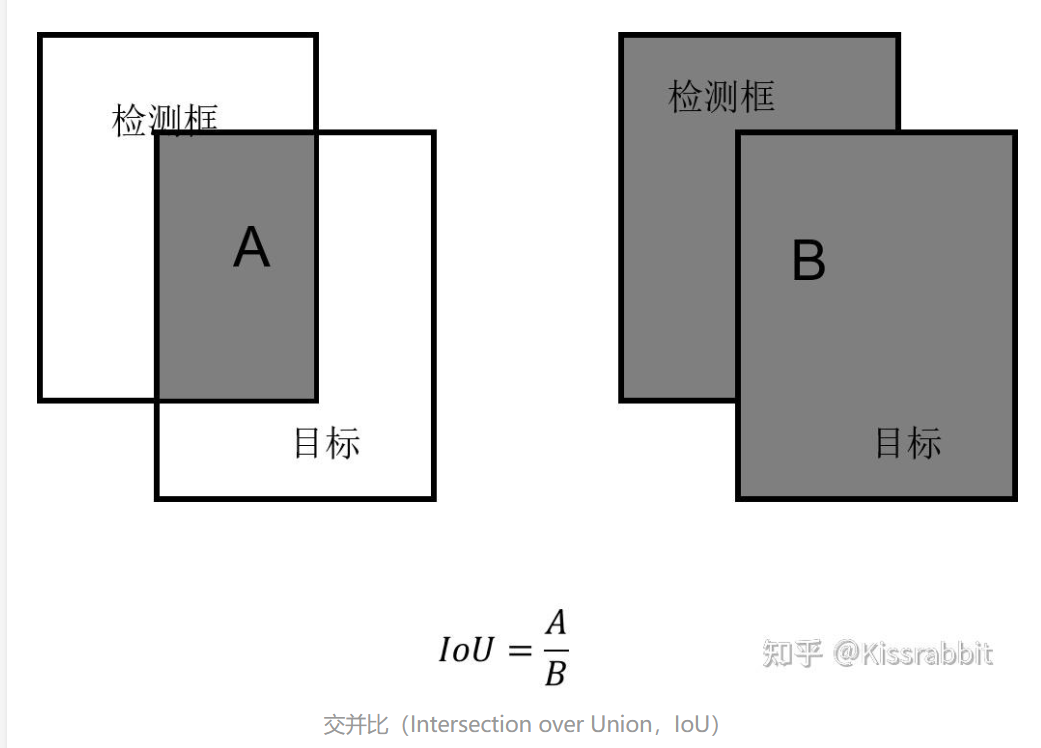 检测框
A
目标
检测框
B
目标
IoU = A/B
知乎 @Kissrabbit
交并比（Intersection over Union，IoU）